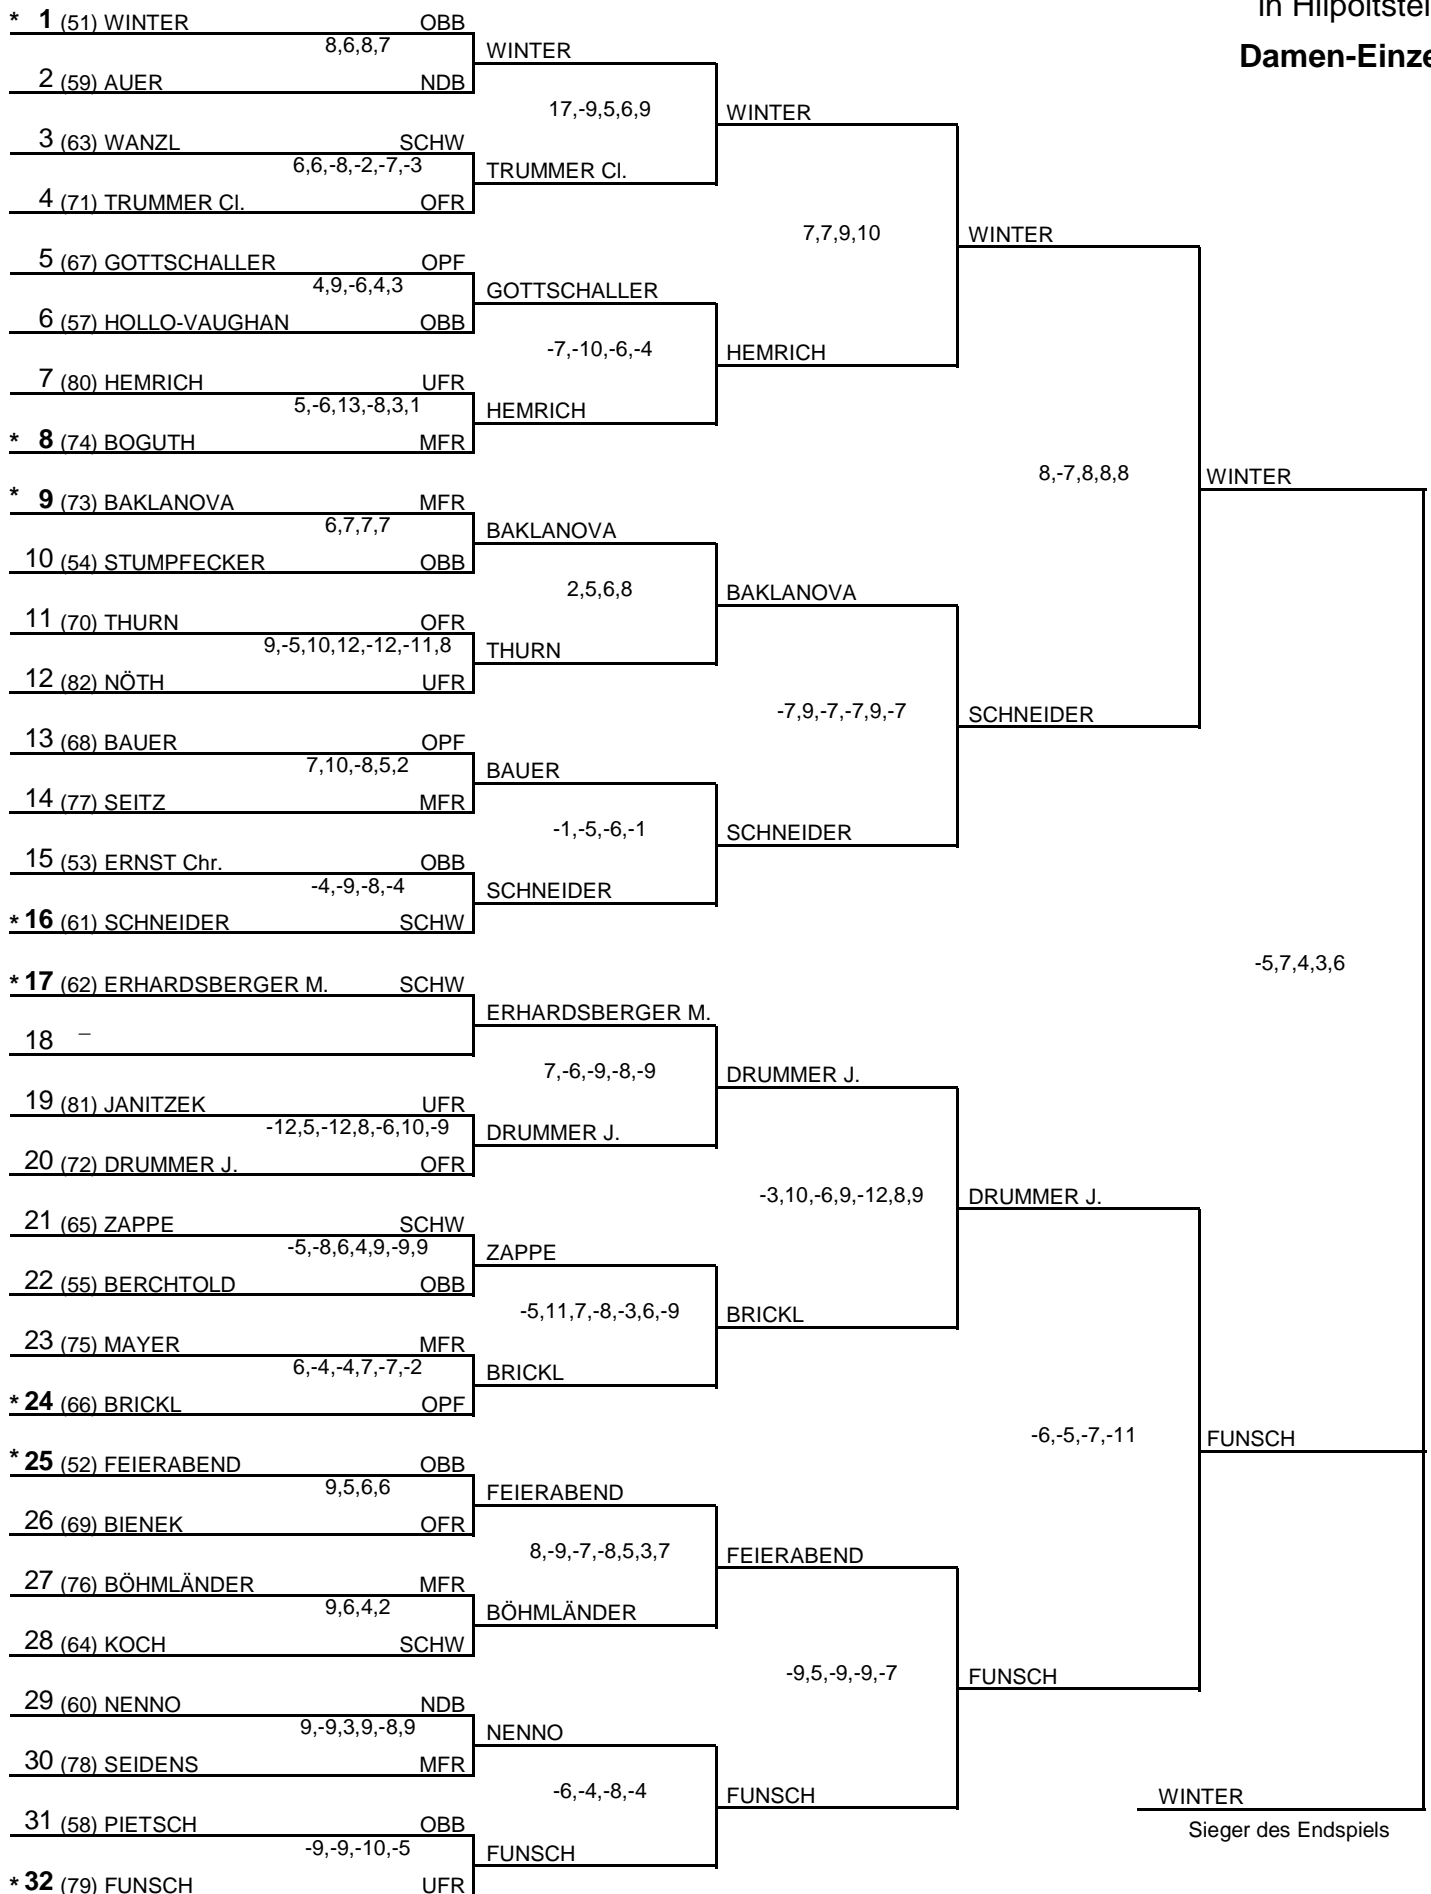 in Hilpoltstei
Damen-Einze
* 1 (51) WINTER OBB
8,6,8,7
WINTER
2 (59) AUER NDB
17,-9,5,6,9
WINTER
3 (63) WANZL SCHW
6,6,-8,-2,-7,-3
TRUMMER Cl.
4 (71) TRUMMER Cl. OFR
7,7,9,10
WINTER
5 (67) GOTTSCHALLER OPF
4,9,-6,4,3
GOTTSCHALLER
6 (57) HOLLO-VAUGHAN OBB
-7,-10,-6,-4
HEMRICH
7 (80) HEMRICH UFR
5,-6,13,-8,3,1
HEMRICH
* 8 (74) BOGUTH MFR
8,-7,8,8,8
WINTER
* 9 (73) BAKLANOVA MFR
6,7,7,7
BAKLANOVA
10 (54) STUMPFECKER OBB
2,5,6,8
BAKLANOVA
11 (70) THURN OFR
9,-5,10,12,-12,-11,8
THURN
12 (82) NÖTH UFR
-7,9,-7,-7,9,-7
SCHNEIDER
13 (68) BAUER OPF
7,10,-8,5,2
BAUER
14 (77) SEITZ MFR
-1,-5,-6,-1
SCHNEIDER
15 (53) ERNST Chr. OBB
-4,-9,-8,-4
SCHNEIDER
* 16 (61) SCHNEIDER SCHW
-5,7,4,3,6
* 17 (62) ERHARDSBERGER M. SCHW
ERHARDSBERGER M.
18 –
7,-6,-9,-8,-9
DRUMMER J.
19 (81) JANITZEK UFR
-12,5,-12,8,-6,10,-9
DRUMMER J.
20 (72) DRUMMER J. OFR
-3,10,-6,9,-12,8,9
DRUMMER J.
21 (65) ZAPPE SCHW
-5,-8,6,4,9,-9,9
ZAPPE
22 (55) BERCHTOLD OBB
-5,11,7,-8,-3,6,-9
BRICKL
23 (75) MAYER MFR
6,-4,-4,7,-7,-2
BRICKL
* 24 (66) BRICKL OPF
-6,-5,-7,-11
FUNSCH
* 25 (52) FEIERABEND OBB
9,5,6,6
FEIERABEND
26 (69) BIENEK OFR
8,-9,-7,-8,5,3,7
FEIERABEND
27 (76) BÖHMLÄNDER MFR
9,6,4,2
BÖHMLÄNDER
28 (64) KOCH SCHW
-9,5,-9,-9,-7
FUNSCH
29 (60) NENNO NDB
9,-9,3,9,-8,9
NENNO
30 (78) SEIDENS MFR
-6,-4,-8,-4
FUNSCH
WINTER
31 (58) PIETSCH OBB
Sieger des Endspiels
-9,-9,-10,-5
FUNSCH
* 32 (79) FUNSCH UFR